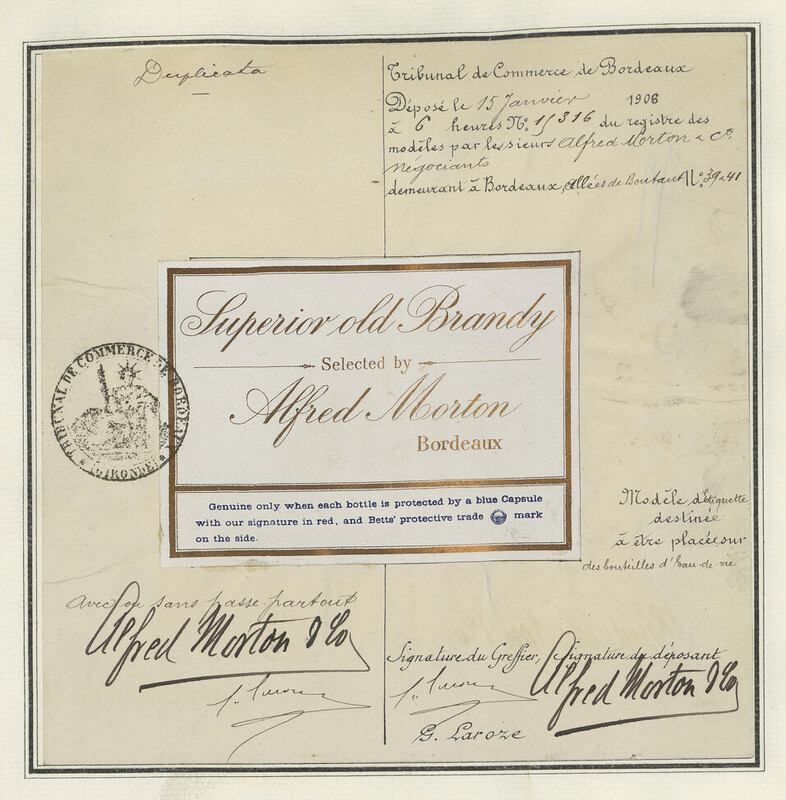 Duplicata
Tribunal de Commerce de Bordeaux
Déposé le 15 Janvier 1906
à 6 heures No. 15316 du registre des
modèles par les sieurs Alfred Morton & Cie.
négociants
demeurant à Bordeaux, Allées de Boutaut No. 39 & 41
Superior old Brandy
Selected by
Alfred Morton
Bordeaux
Genuine only when each bottle is protected by a blue Capsule
with our signature in red, and Betts' protective trade mark
on the side.
TRIBUNAL DE COMMERCE DE BORDEAUX
(GIRONDE)
Modèle d'étiquette
destinée
à être placée sur
des bouteilles d'Eau-de-vie
avec ou sans passe-partout
Alfred Morton & Co
Signature du Greffier, Signature du déposant
Alfred Morton & Co
G. Laroze